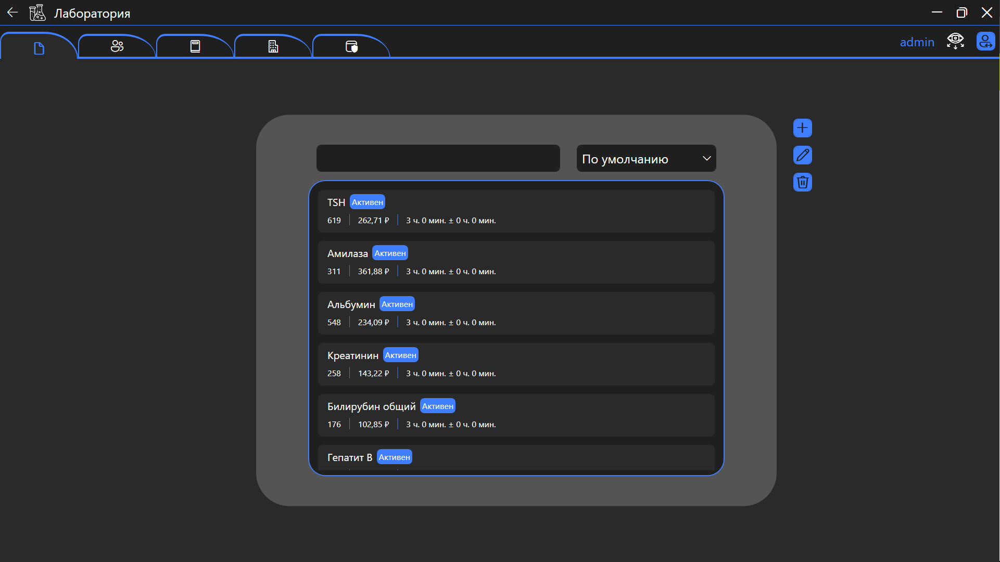 Лаборатория
admin
По умолчанию
TSH Активен
619 262,71 ₽ 3 ч. 0 мин. ± 0 ч. 0 мин.
Амилаза Активен
311 361,88 ₽ 3 ч. 0 мин. ± 0 ч. 0 мин.
Альбумин Активен
548 234,09 ₽ 3 ч. 0 мин. ± 0 ч. 0 мин.
Креатинин Активен
258 143,22 ₽ 3 ч. 0 мин. ± 0 ч. 0 мин.
Билирубин общий Активен
176 102,85 ₽ 3 ч. 0 мин. ± 0 ч. 0 мин.
Гепатит В Активен